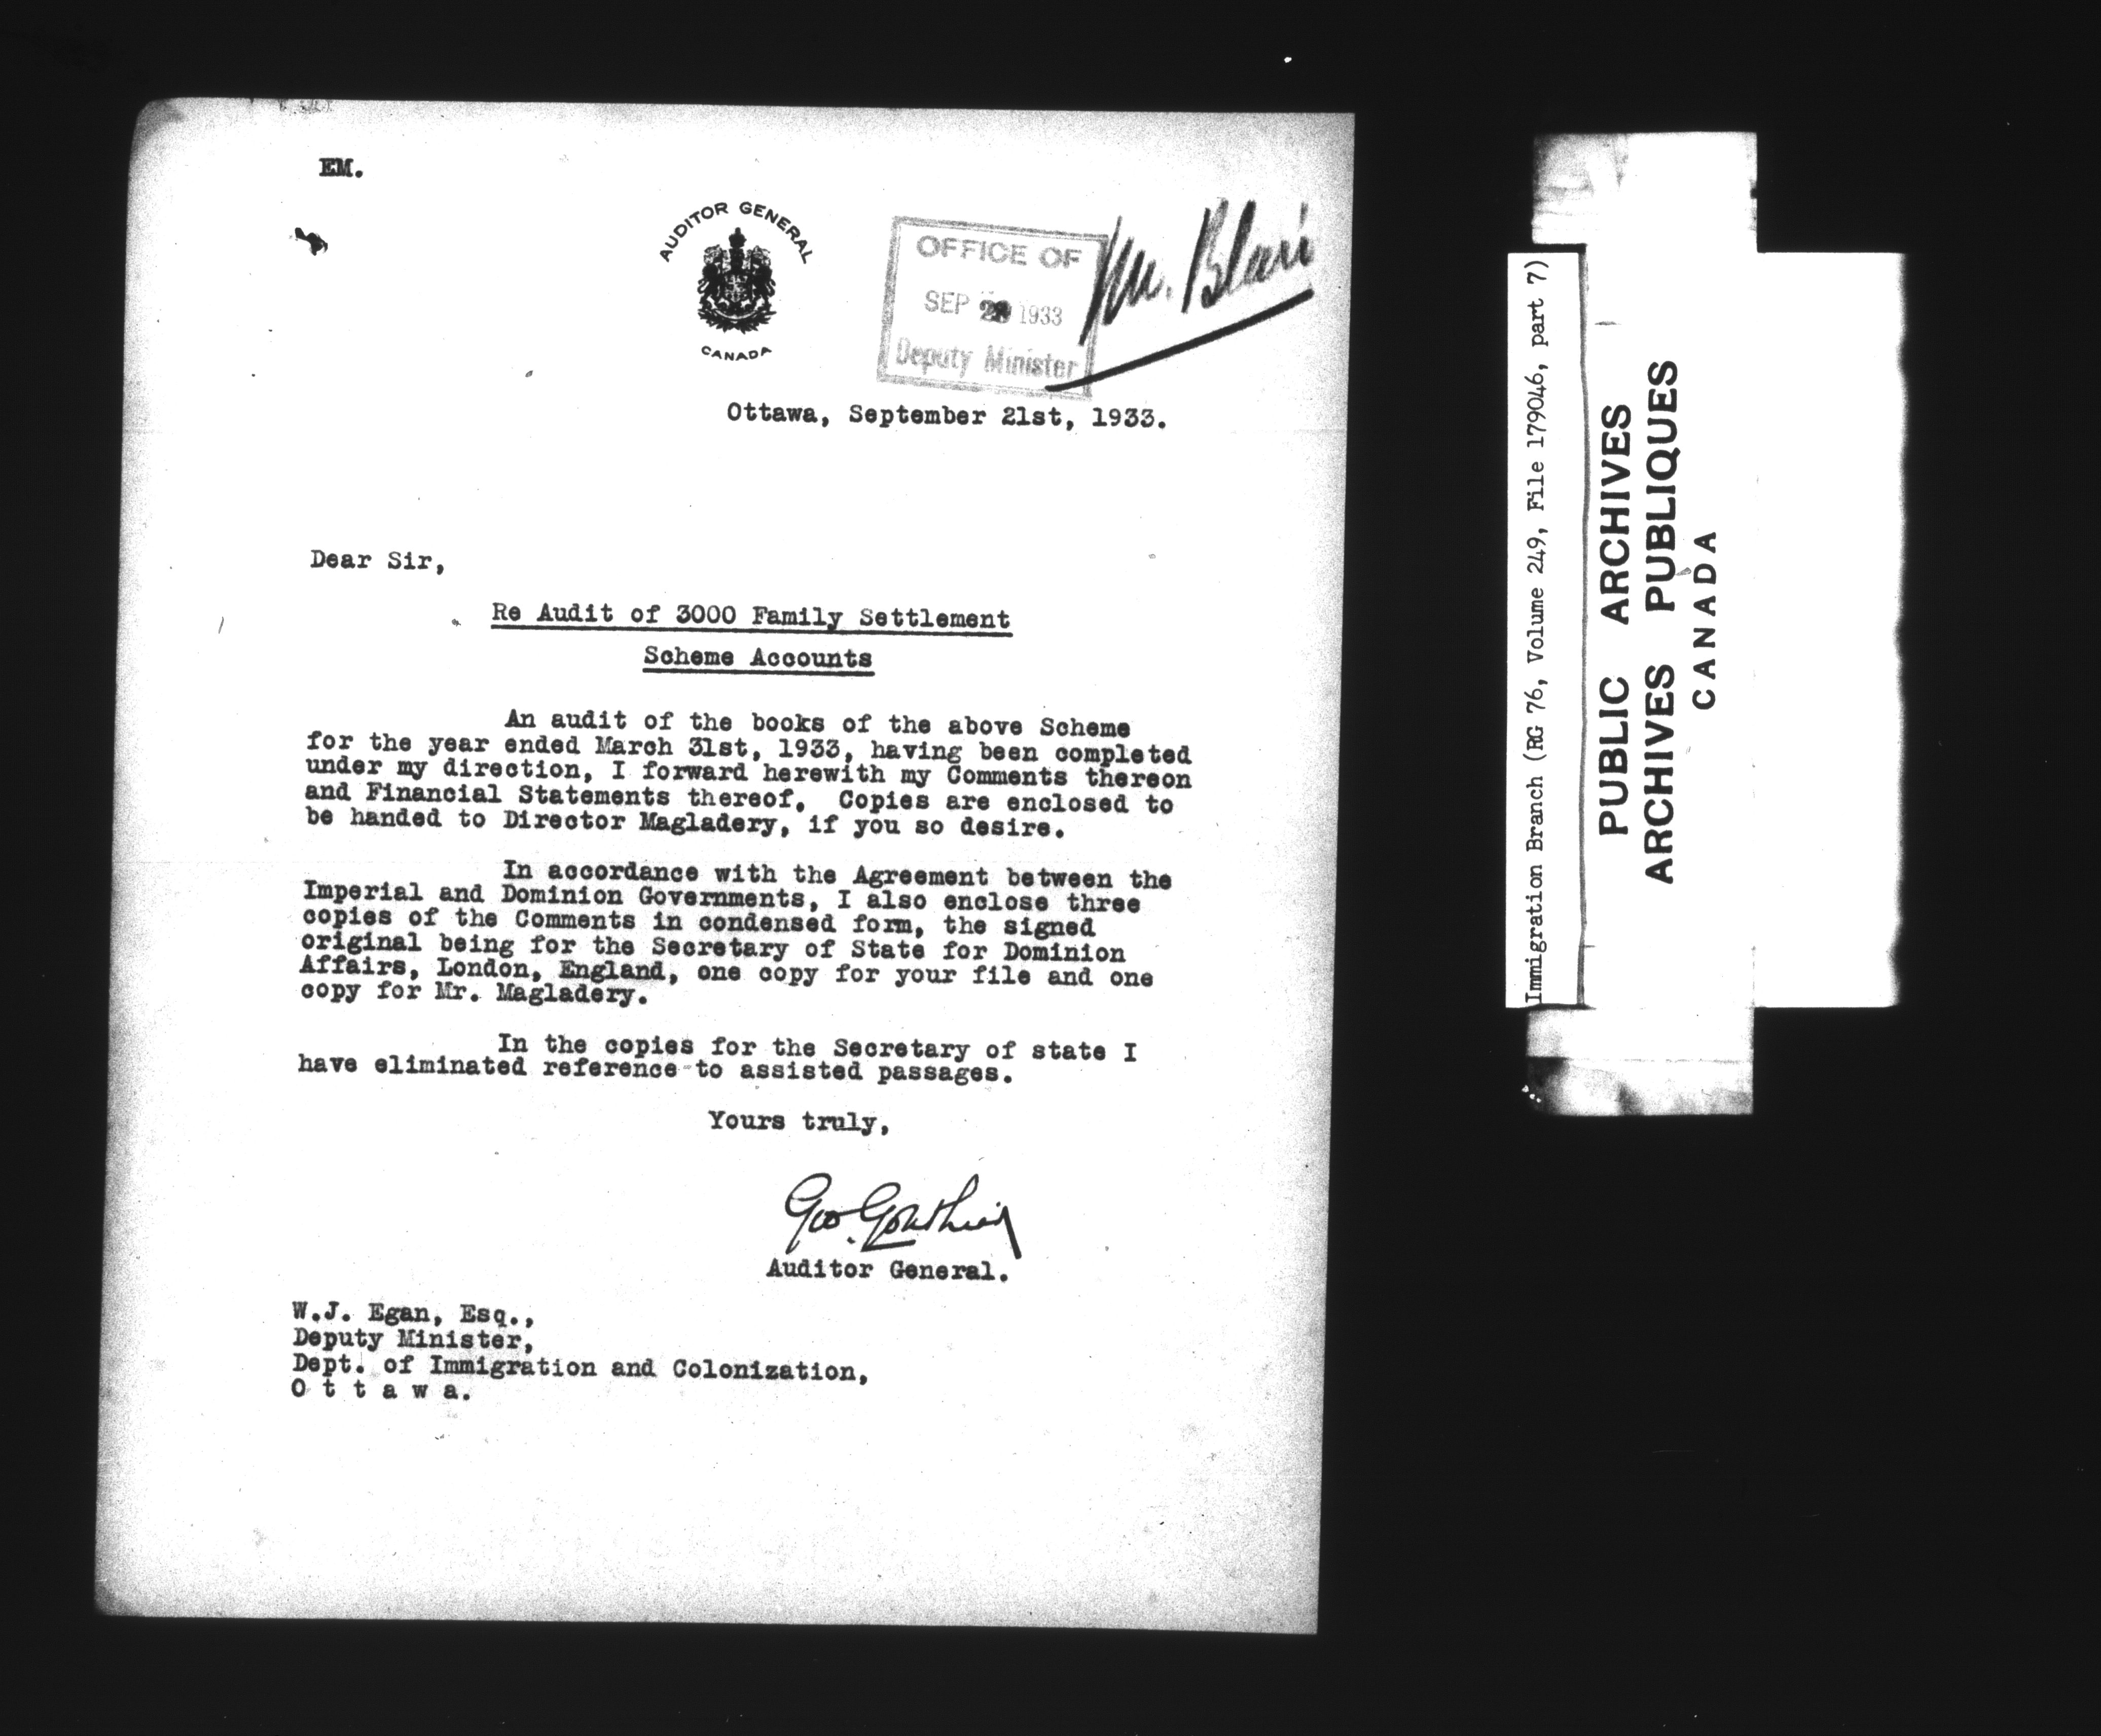 EM.
AUDITOR GENERAL
CANADA
OFFICE OF
SEP 1933
Deputy Minister
Mr. Blair
Ottawa, September 21st, 1933.
Dear Sir,
Re Audit of 3000 Family Settlement
Scheme Accounts
An audit of the books of the above Scheme
for the year ended March 31st, 1933, having been completed
under my direction, I forward herewith my Comments thereon
and Financial Statements thereof. Copies are enclosed to
be handed to Director Magladery, if you so desire.
In accordance with the Agreement between the
Imperial and Dominion Governments, I also enclose three
copies of the Comments in condensed form, the signed
original being for the Secretary of State for Dominion
Affairs, London, England, one copy for your file and one
copy for Mr. Magladery.
In the copies for the Secretary of state I
have eliminated reference to assisted passages.
Yours truly,
Geo. Gonthier
Auditor General.
W.J. Egan, Esq.,
Deputy Minister,
Dept. of Immigration and Colonization,
O t t a w a.
Immigration Branch (RG 76, Volume 249, File 179046, part 7)
PUBLIC ARCHIVES
ARCHIVES PUBLIQUES
CANADA